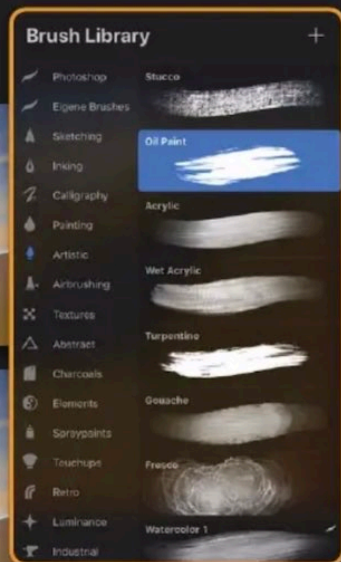 Brush Library
Photoshop
Eigene Brushes
Sketching
Inking
Calligraphy
Painting
Artistic
Airbrushing
Textures
Abstract
Charcoals
Elements
Spraypaints
Touchups
Retro
Luminance
Industrial
Stucco
Oil Paint
Acrylic
Wet Acrylic
Turpentine
Gouache
Fresco
Watercolor 1